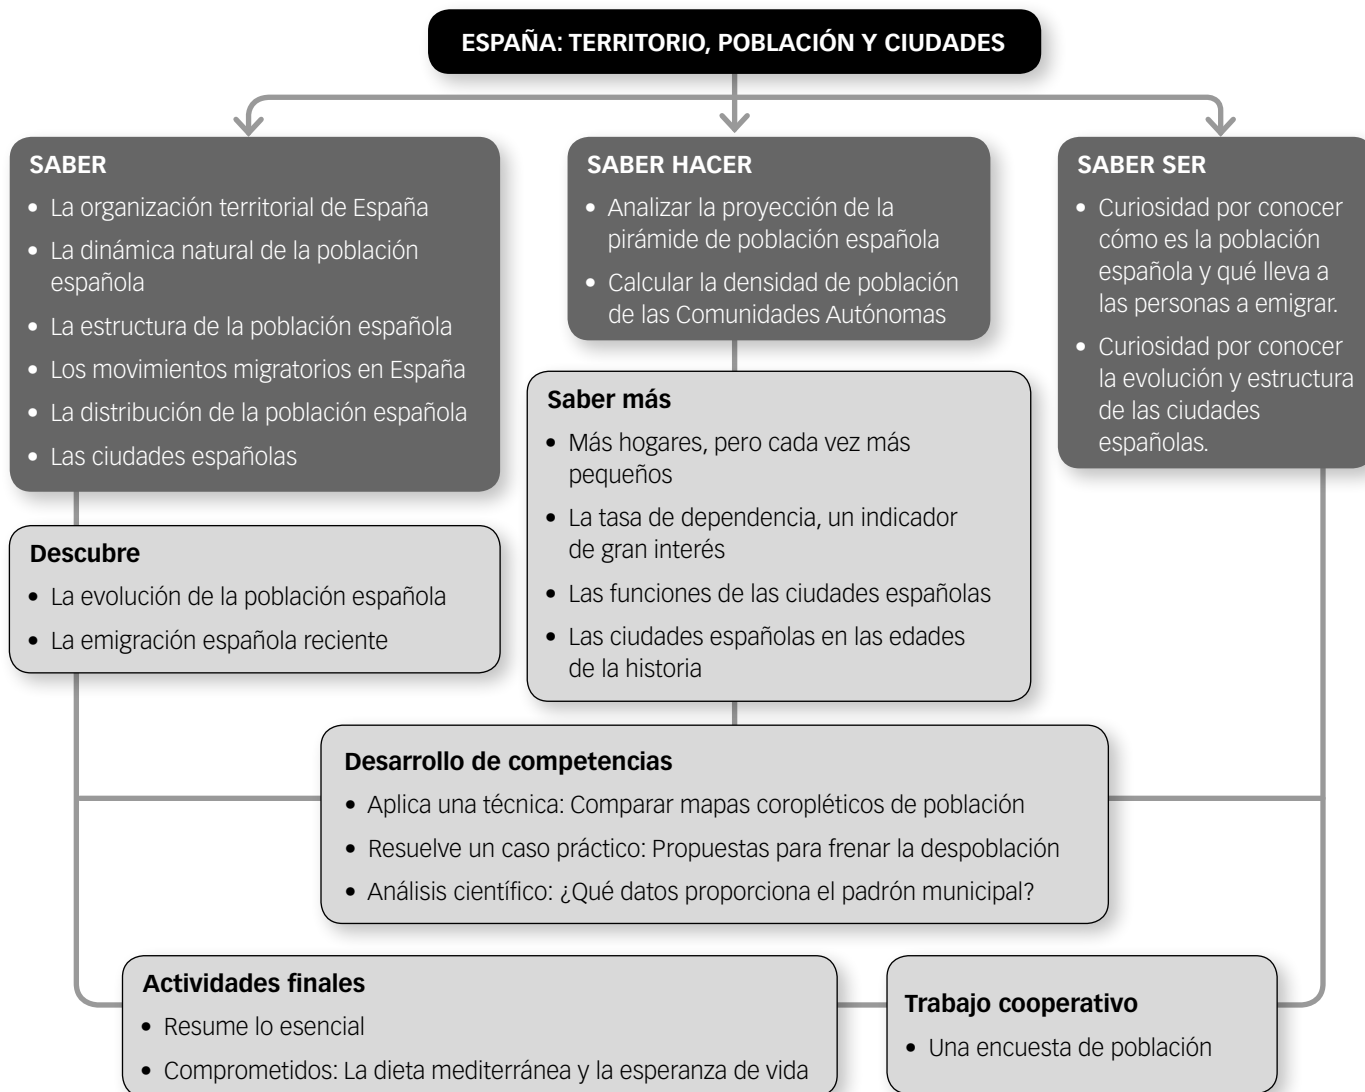 ESPAÑA: TERRITORIO, POBLACIÓN Y CIUDADES
SABER
• La organización territorial de España
• La dinámica natural de la población
española
• La estructura de la población española
• Los movimientos migratorios en España
• La distribución de la población española
• Las ciudades españolas
SABER HACER
• Analizar la proyección de la
pirámide de población española
• Calcular la densidad de población
de las Comunidades Autónomas
SABER SER
• Curiosidad por conocer
cómo es la población
española y qué lleva a
las personas a emigrar.
• Curiosidad por conocer
la evolución y estructura
de las ciudades
españolas.
Descubre
• La evolución de la población española
• La emigración española reciente
Saber más
• Más hogares, pero cada vez más
pequeños
• La tasa de dependencia, un indicador
de gran interés
• Las funciones de las ciudades españolas
• Las ciudades españolas en las edades
de la historia
Desarrollo de competencias
• Aplica una técnica: Comparar mapas coropléticos de población
• Resuelve un caso práctico: Propuestas para frenar la despoblación
• Análisis científico: ¿Qué datos proporciona el padrón municipal?
Actividades finales
• Resume lo esencial
• Comprometidos: La dieta mediterránea y la esperanza de vida
Trabajo cooperativo
• Una encuesta de población